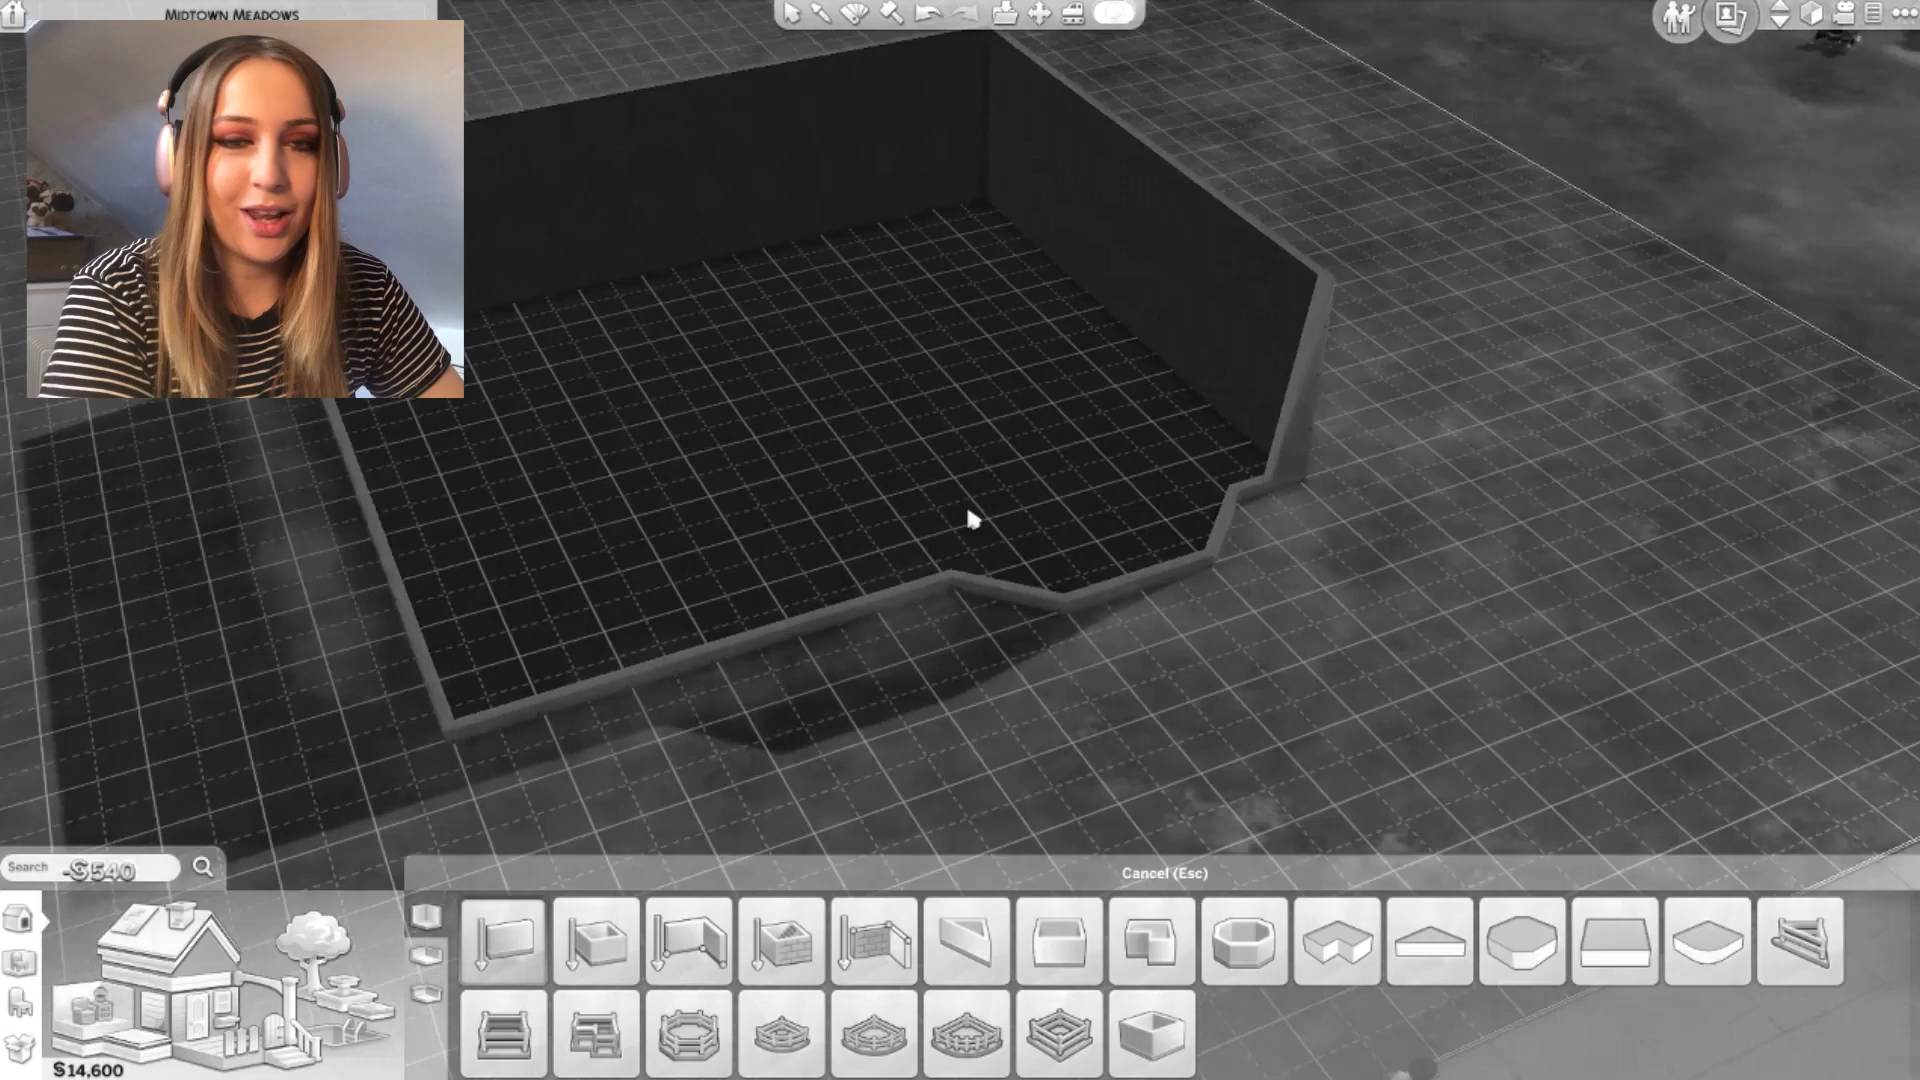 MIDTOWN MEADOWS
Search
-§540
Cancel (Esc)
§14,600